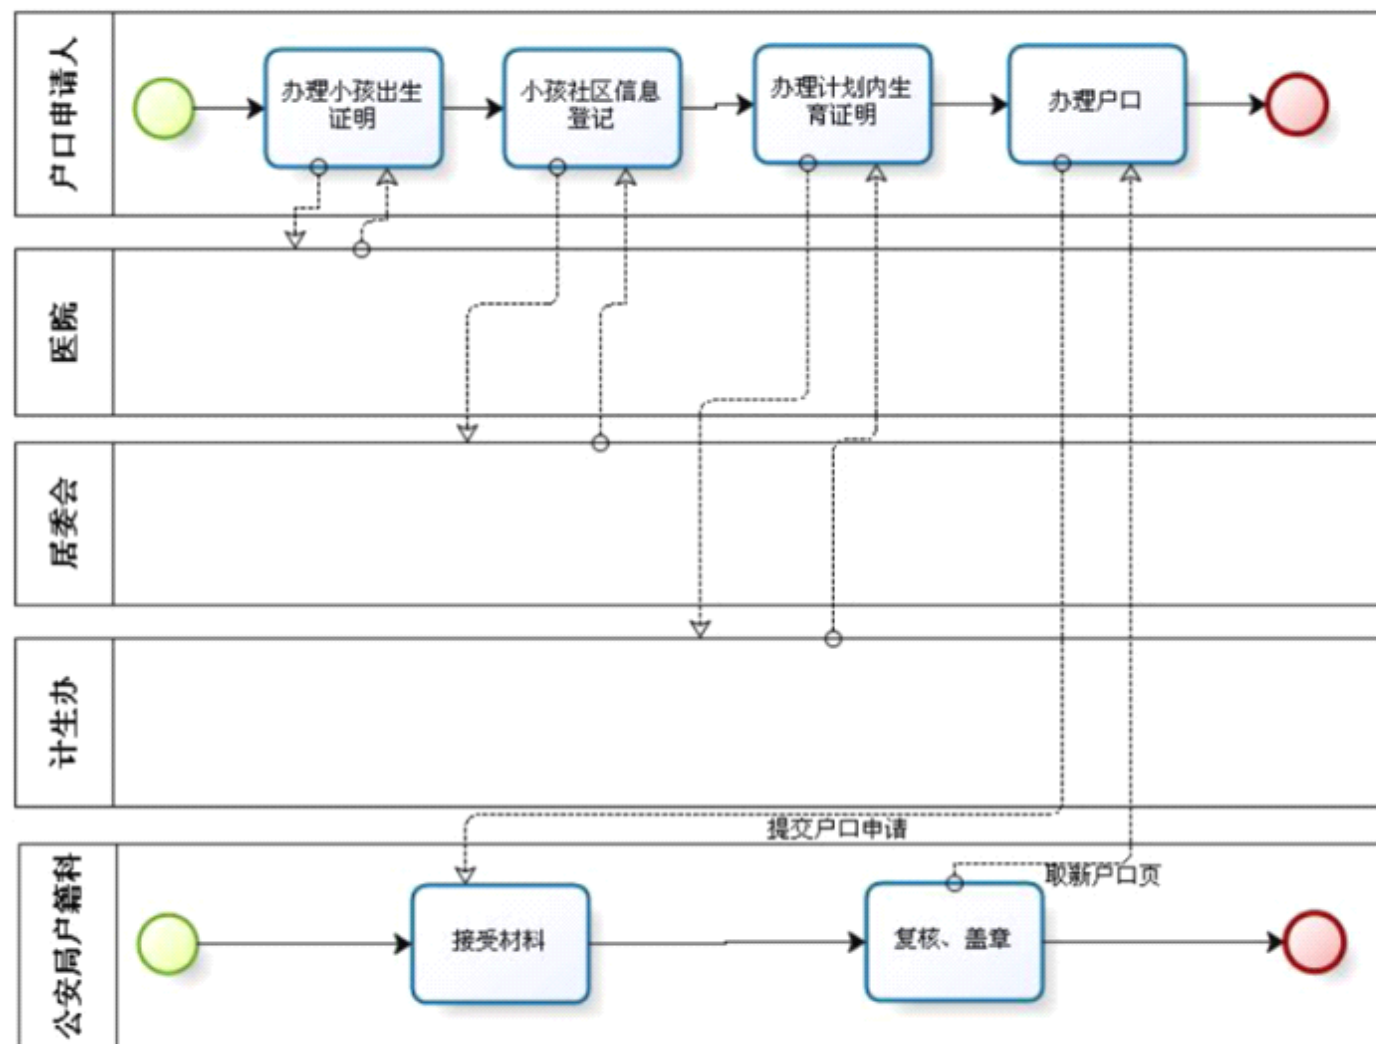 户口申请人
办理小孩出生
证明
小孩社区信息
登记
办理计划内生
育证明
办理户口
医院
居委会
计生办
提交户口申请
公安局户籍科
取新户口页
接受材料
复核、盖章